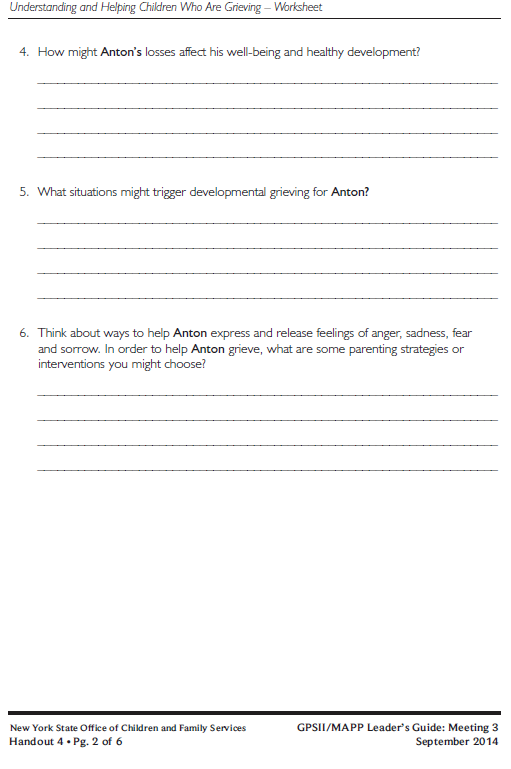 Understanding and Helping Children Who Are Grieving – Worksheet
4. How might Anton's losses affect his well-being and healthy development?
5. What situations might trigger developmental grieving for Anton?
6. Think about ways to help Anton express and release feelings of anger, sadness, fear
and sorrow. In order to help Anton grieve, what are some parenting strategies or
interventions you might choose?
New York State Office of Children and Family Services
Handout 4 • Pg. 2 of 6
GPSII/MAPP Leader's Guide: Meeting 3
September 2014